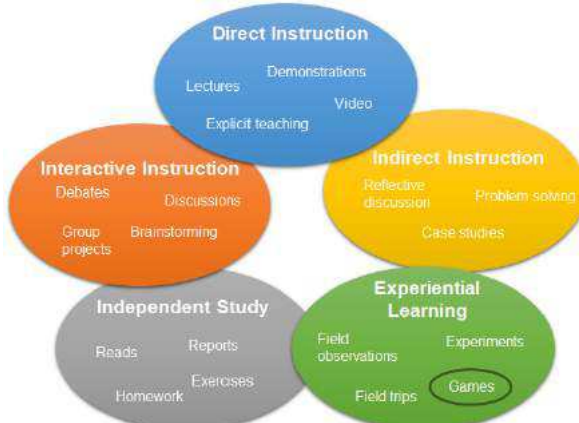 Direct Instruction
Demonstrations
Lectures
Video
Explicit teaching
Interactive Instruction
Debates
Discussions
Group
projects
Brainstorming
Indirect Instruction
Reflective
discussion
Problem solving
Case studies
Independent Study
Reads
Reports
Exercises
Homework
Experiential
Learning
Field
observations
Experiments
Field trips
Games